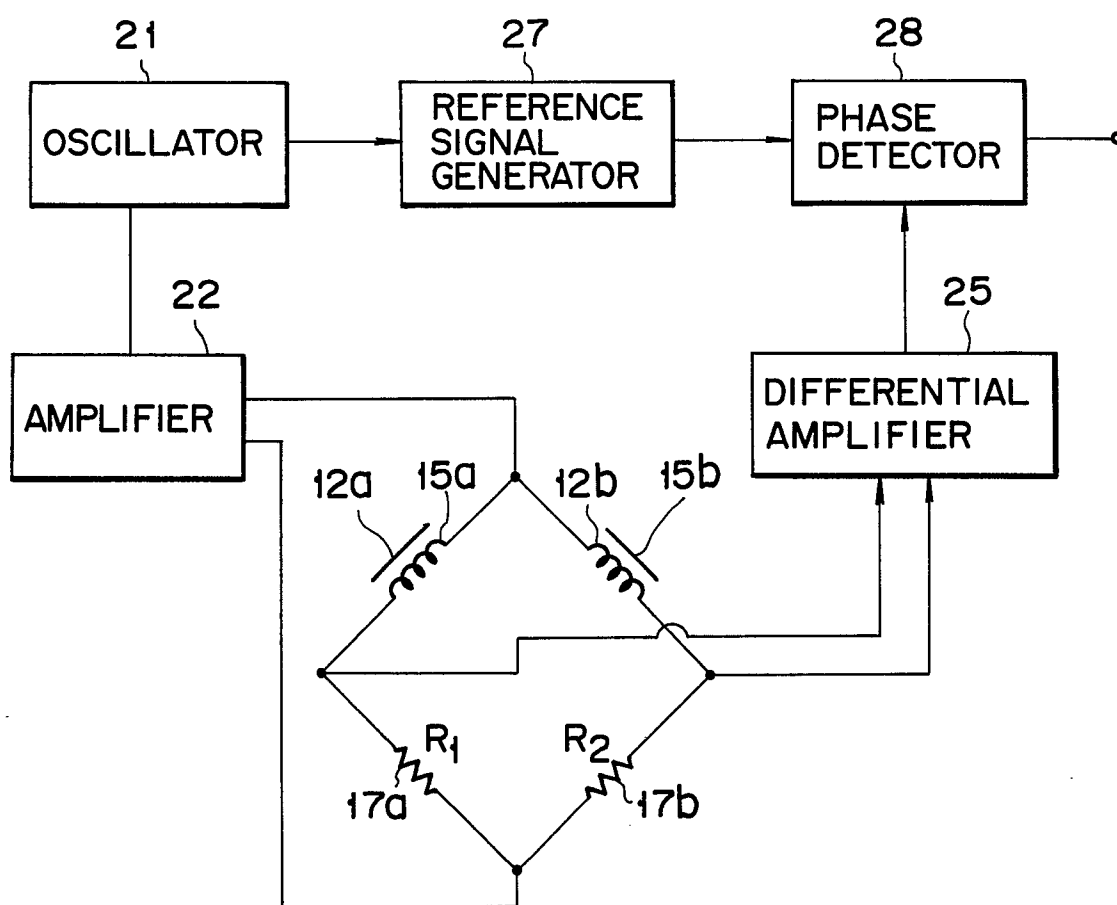 21
27
28
OSCILLATOR
REFERENCE
SIGNAL
GENERATOR
PHASE
DETECTOR
22
25
AMPLIFIER
DIFFERENTIAL
AMPLIFIER
12a
15a
12b
15b
R1
R2
17a
17b